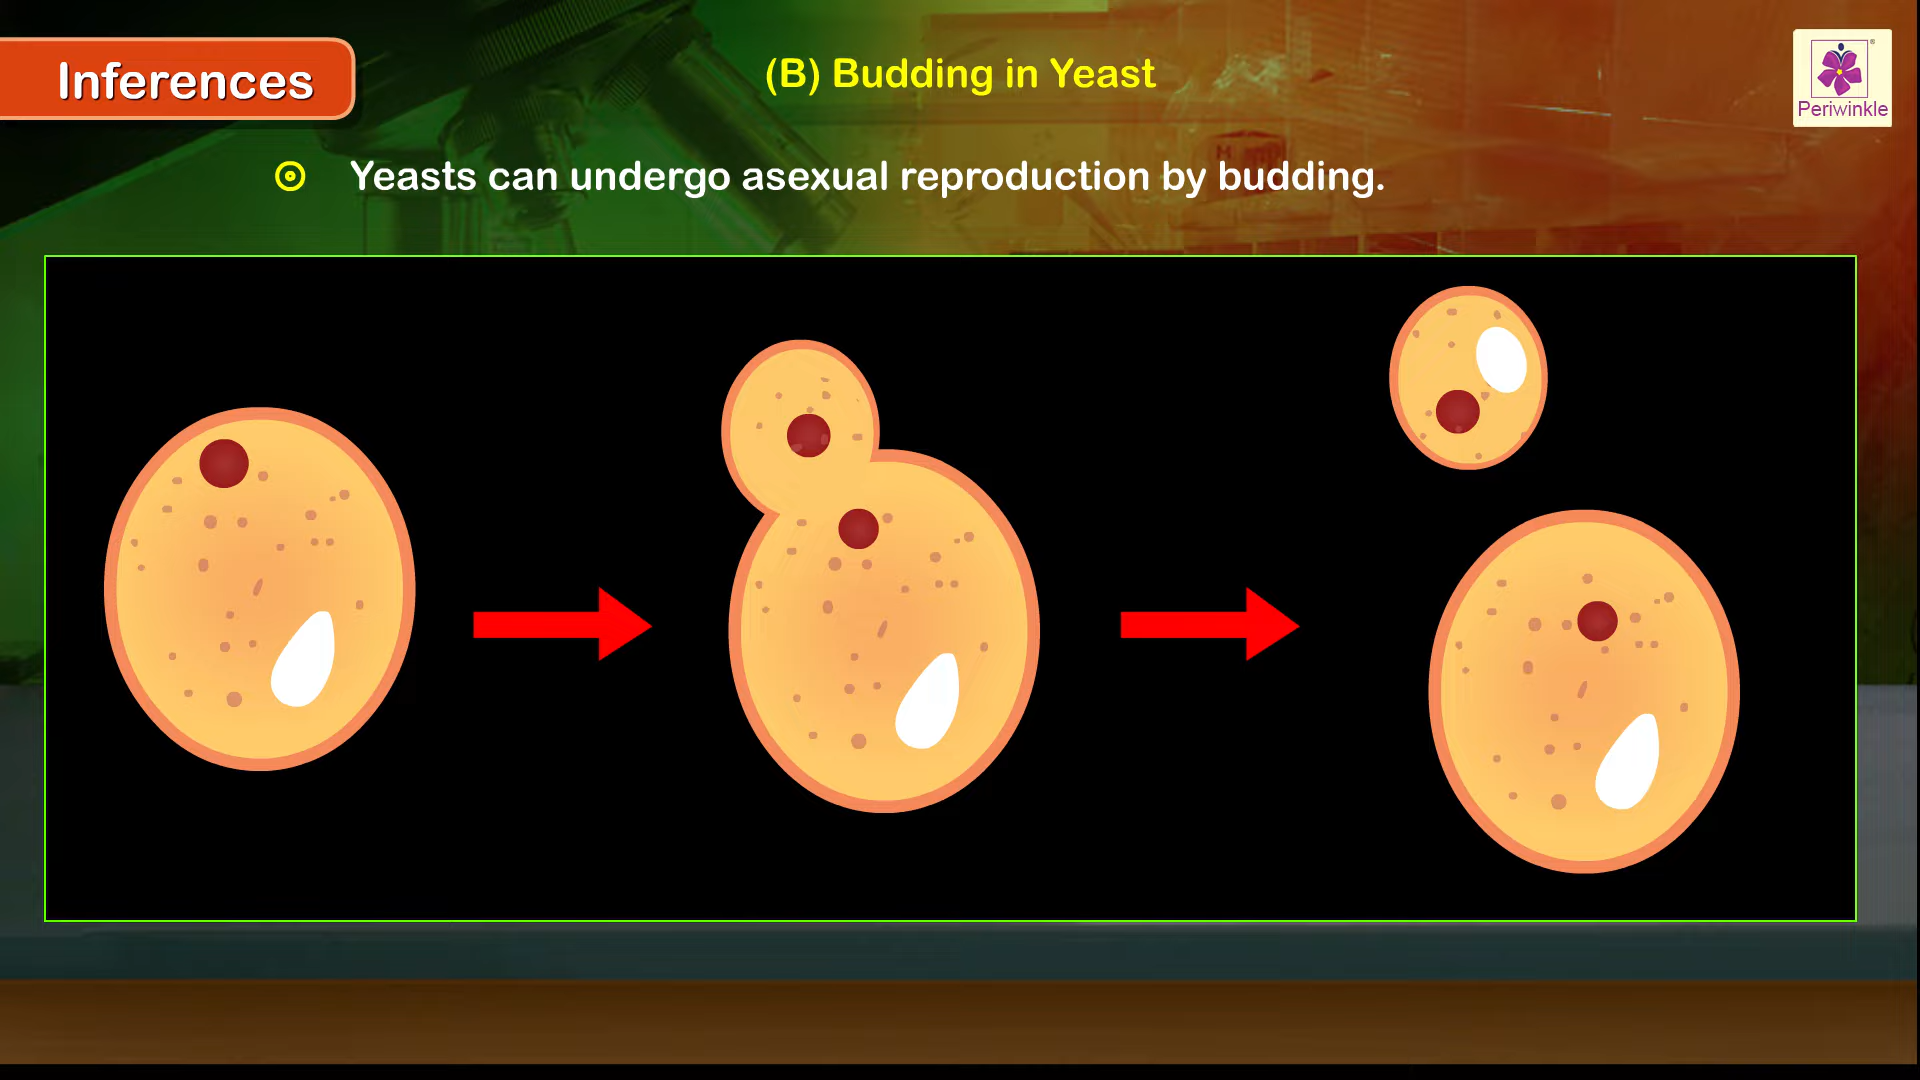 Inferences
(B) Budding in Yeast
Periwinkle
Yeasts can undergo asexual reproduction by budding.